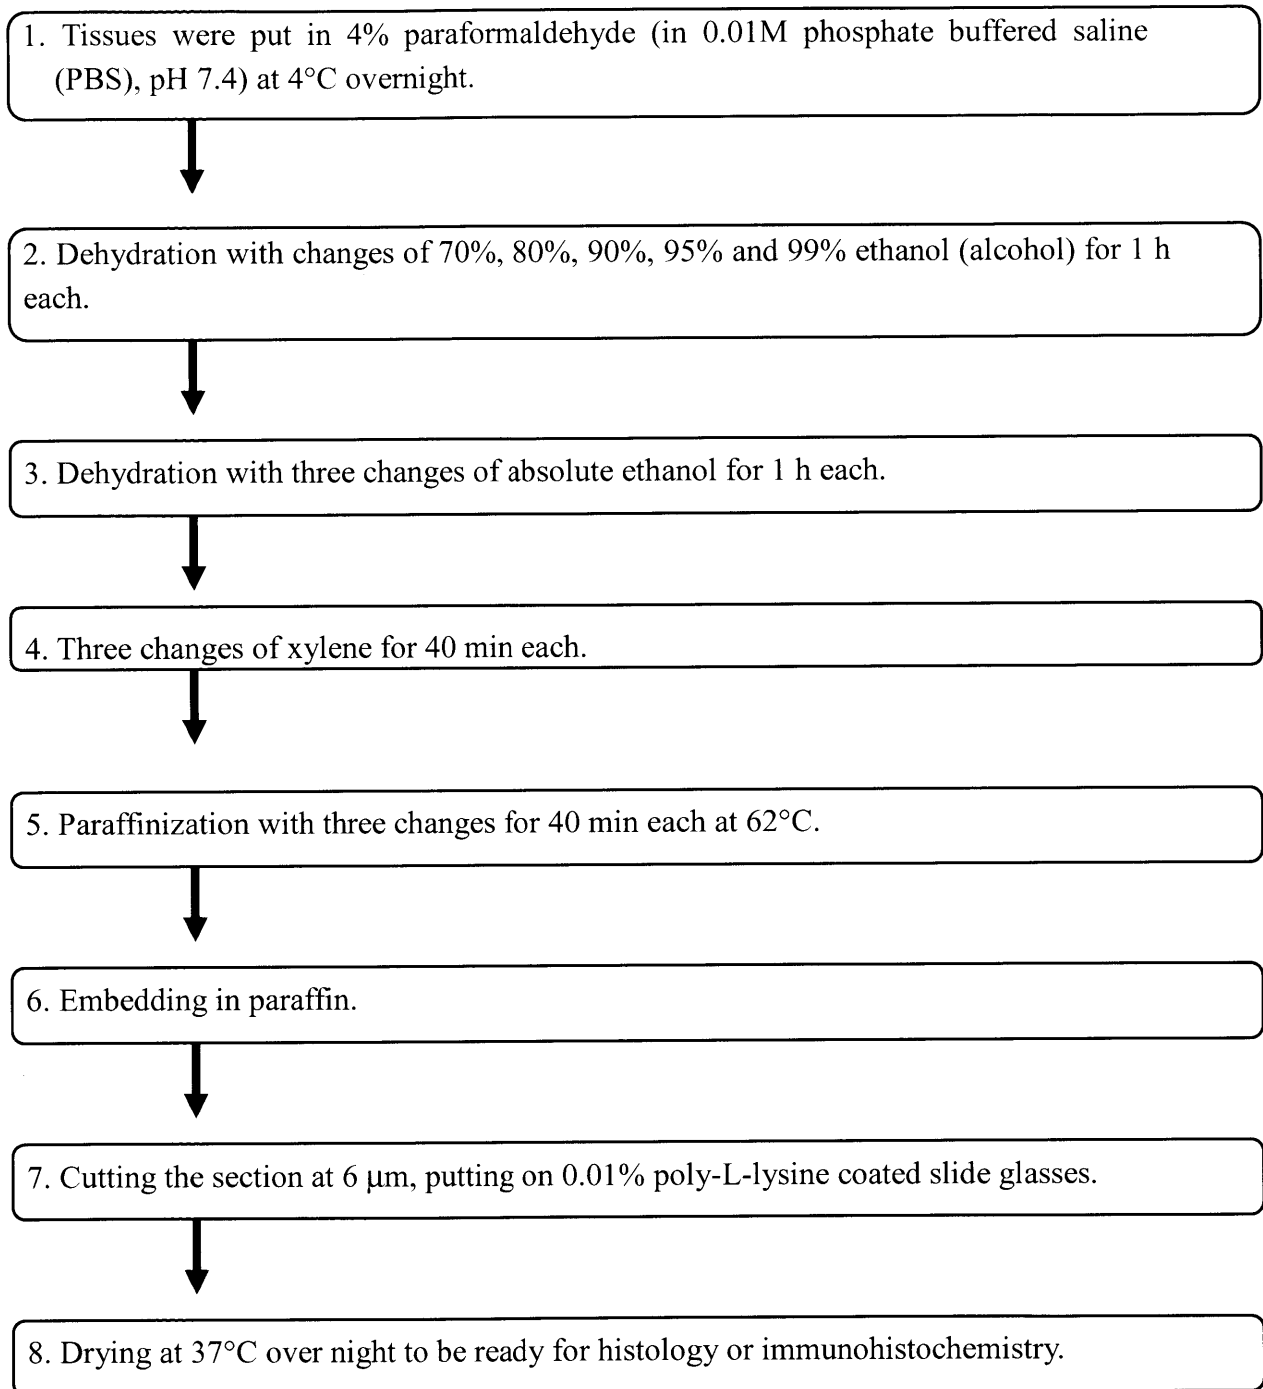 1. Tissues were put in 4% paraformaldehyde (in 0.01M phosphate buffered saline
(PBS), pH 7.4) at 4°C overnight.
2. Dehydration with changes of 70%, 80%, 90%, 95% and 99% ethanol (alcohol) for 1 h
each.
3. Dehydration with three changes of absolute ethanol for 1 h each.
4. Three changes of xylene for 40 min each.
5. Paraffinization with three changes for 40 min each at 62°C.
6. Embedding in paraffin.
7. Cutting the section at 6 µm, putting on 0.01% poly-L-lysine coated slide glasses.
8. Drying at 37°C over night to be ready for histology or immunohistochemistry.